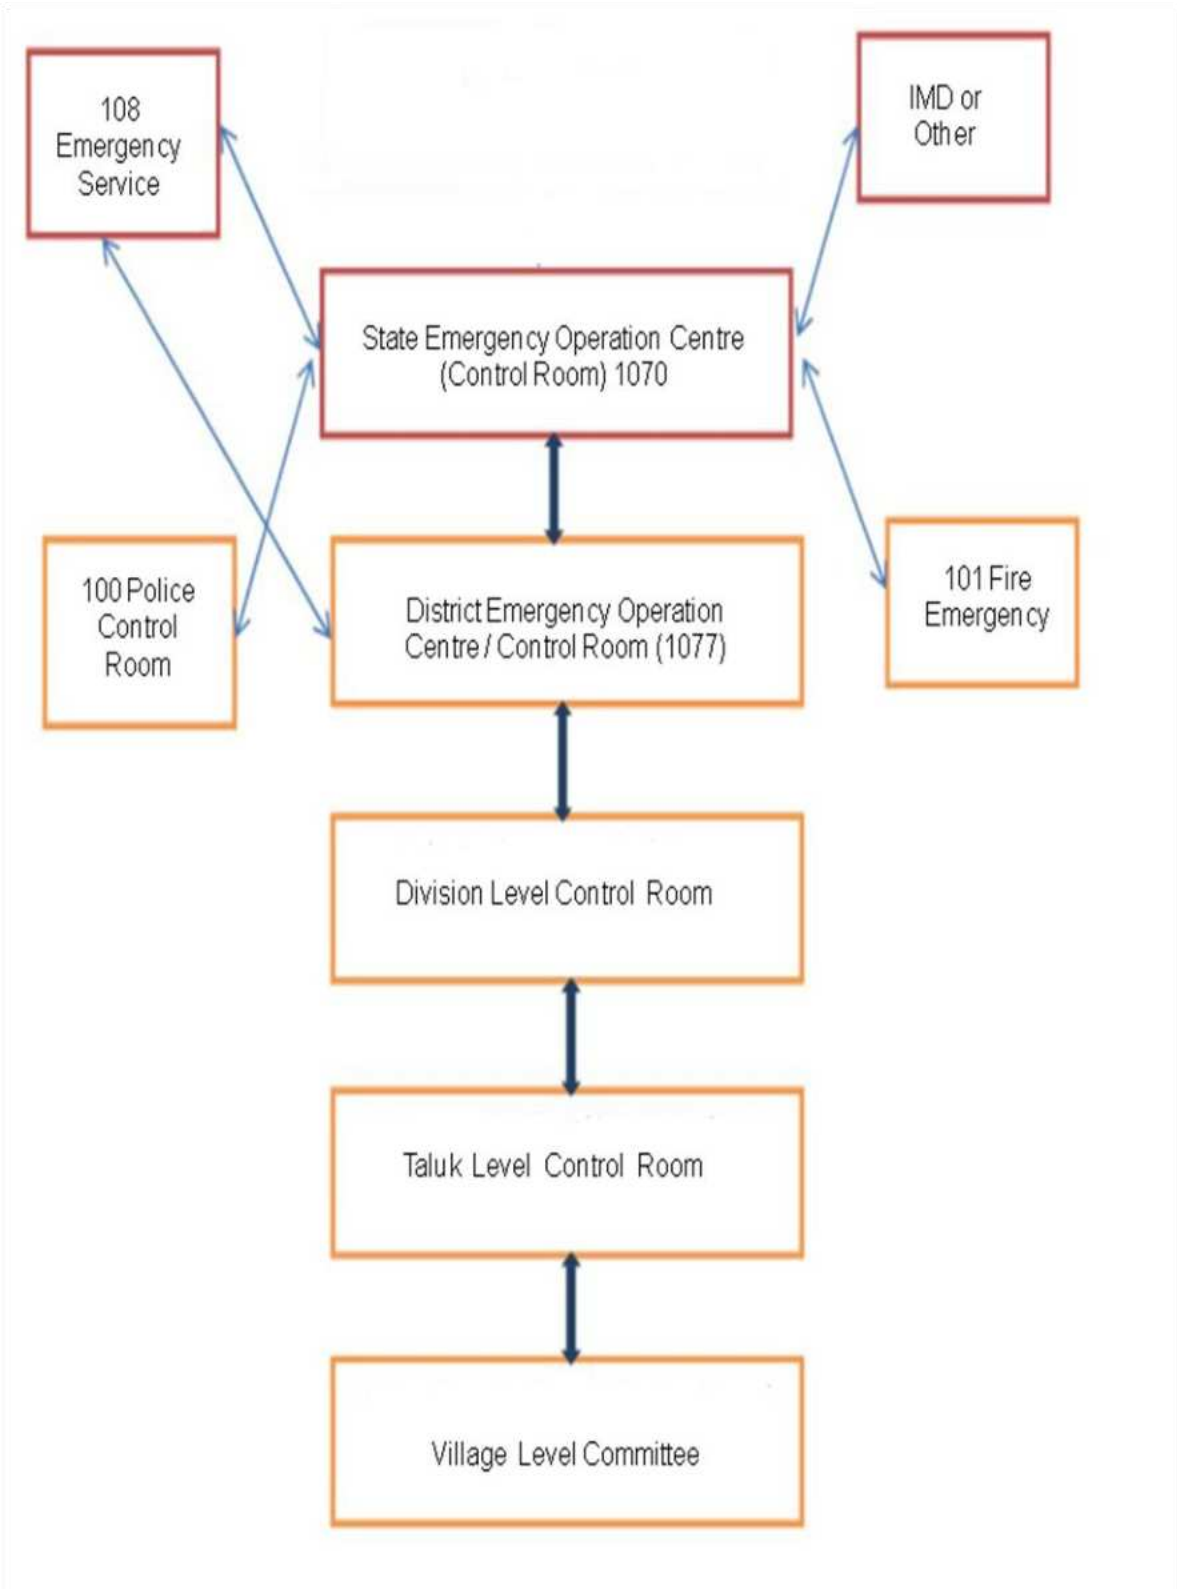 108
Emergency
Service
IMD or
Other
State Emergency Operation Centre
(Control Room) 1070
100 Police
Control
Room
District Emergency Operation
Centre / Control Room (1077)
101 Fire
Emergency
Division Level Control Room
Taluk Level Control Room
Village Level Committee